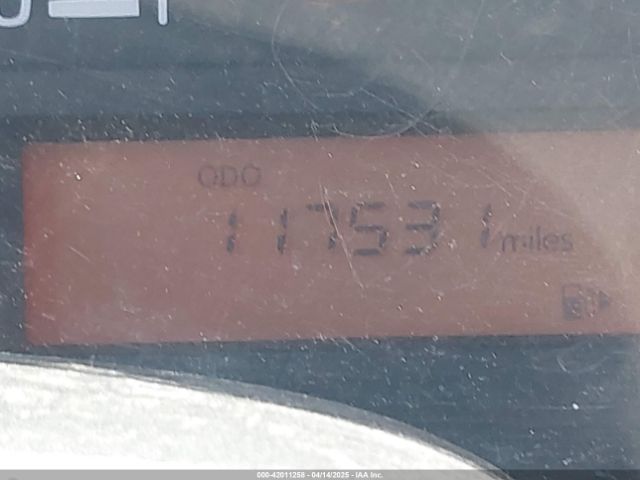 ODO
117531 miles
000-42011258 - 04/14/2025 - IAA Inc.